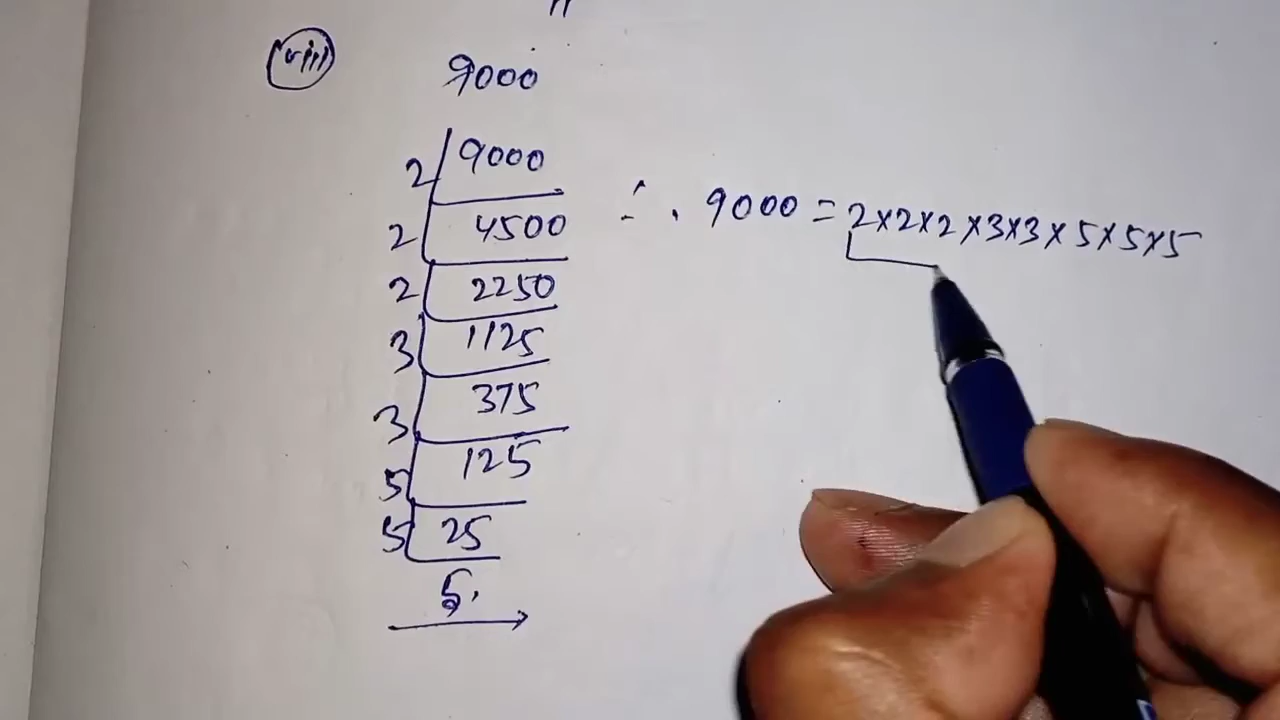 (viii) 9000
2 | 9000
2 | 4500
2 | 2250
3 | 1125
3 | 375
5 | 125
5 | 25
5.
∴ 9000 = 2×2×2×3×3×5×5×5